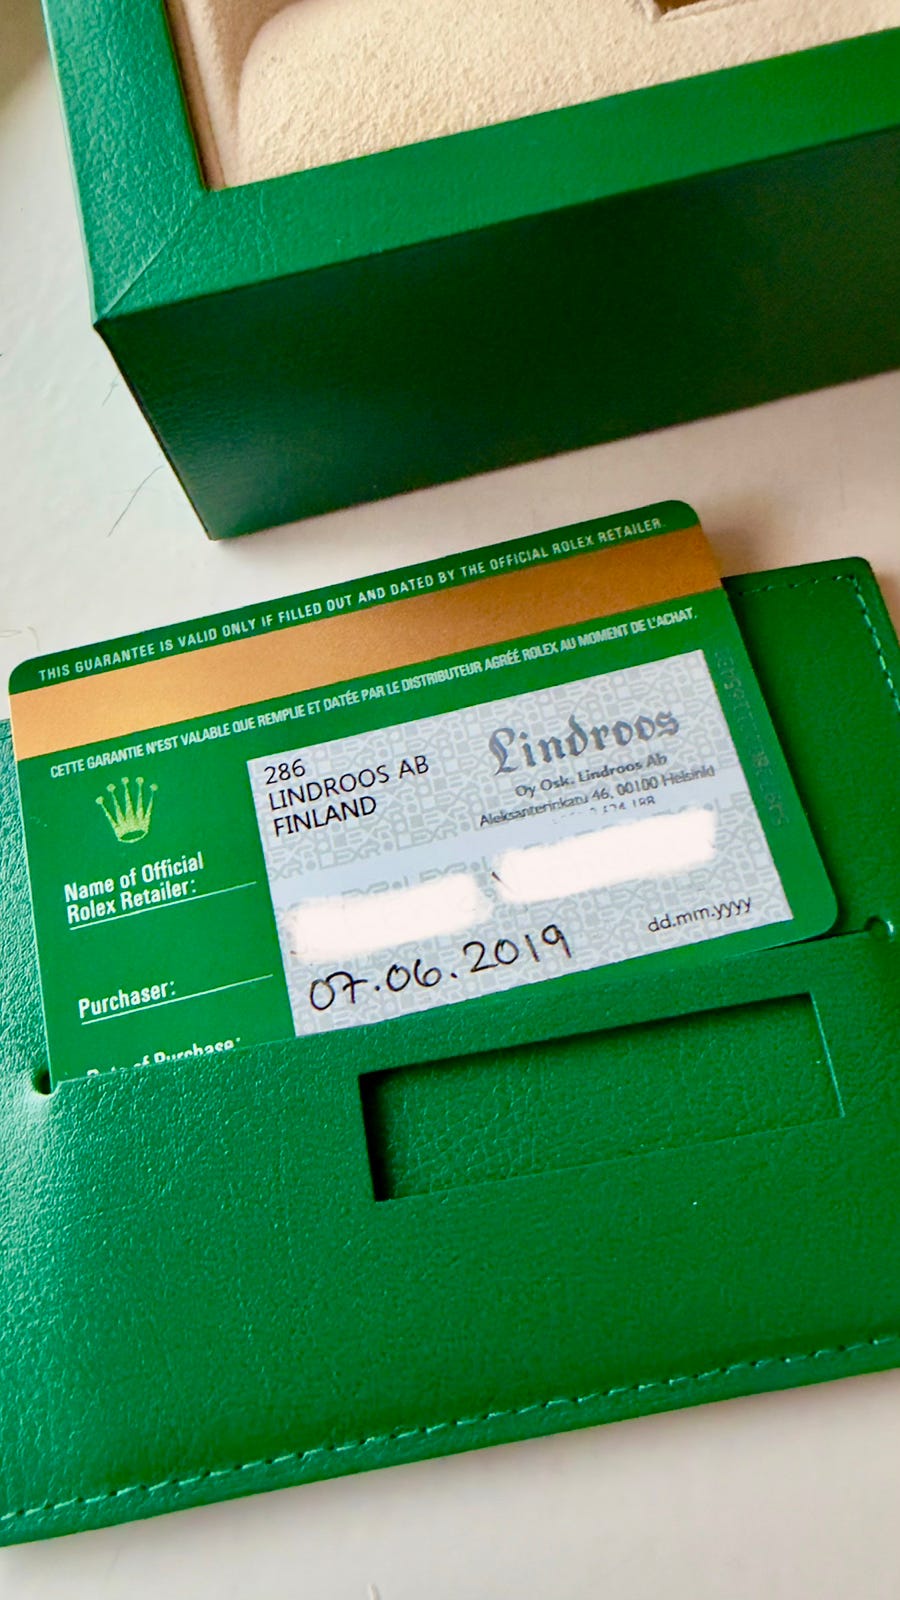 THIS GUARANTEE IS VALID ONLY IF FILLED OUT AND DATED BY THE OFFICIAL ROLEX RETAILER.
CETTE GARANTIE N'EST VALABLE QUE REMPLIE ET DATÉE PAR LE DISTRIBUTEUR AGRÉÉ ROLEX AU MOMENT DE L'ACHAT.
286
LINDROOS AB
FINLAND
Lindroos
Oy Osk. Lindroos Ab
Aleksanterinkatu 46, 00100 Helsinki
Name of Official
Rolex Retailer:
Purchaser:
dd.mm.yyyy
07.06.2019
Date of Purchase: